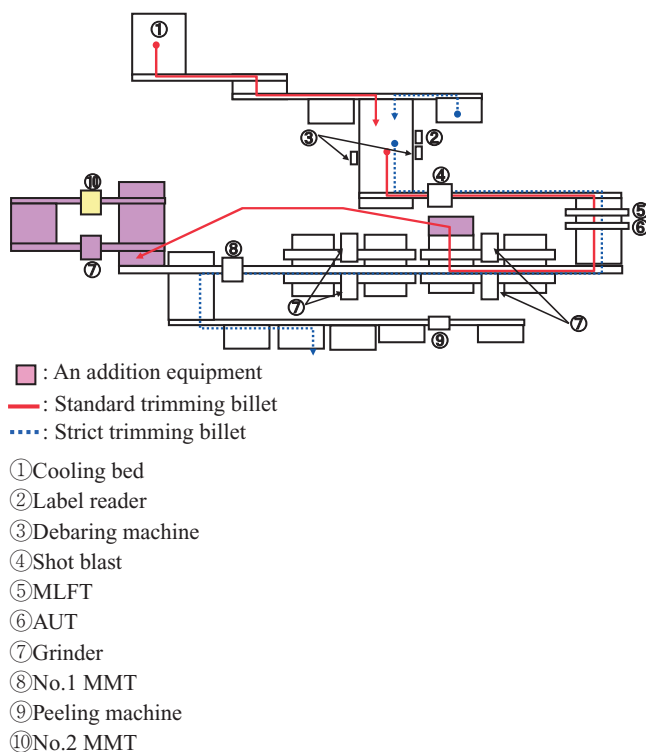 ①
③
②
④
⑩
⑤
⑥
⑦
⑧
⑦
⑦
⑨
: An addition equipment
: Standard trimming billet
: Strict trimming billet
①Cooling bed
②Label reader
③Debaring machine
④Shot blast
⑤MLFT
⑥AUT
⑦Grinder
⑧No.1 MMT
⑨Peeling machine
⑩No.2 MMT